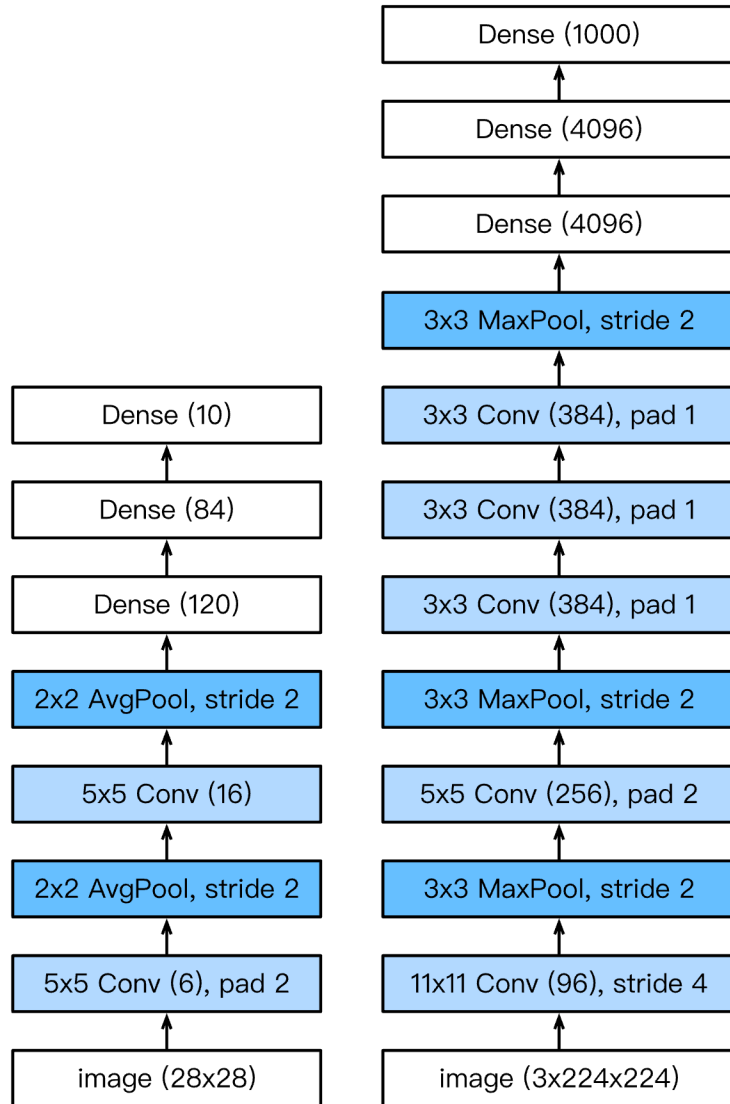 Dense (10)
Dense (84)
Dense (120)
2x2 AvgPool, stride 2
5x5 Conv (16)
2x2 AvgPool, stride 2
5x5 Conv (6), pad 2
image (28x28)
Dense (1000)
Dense (4096)
Dense (4096)
3x3 MaxPool, stride 2
3x3 Conv (384), pad 1
3x3 Conv (384), pad 1
3x3 Conv (384), pad 1
3x3 MaxPool, stride 2
5x5 Conv (256), pad 2
3x3 MaxPool, stride 2
11x11 Conv (96), stride 4
image (3x224x224)